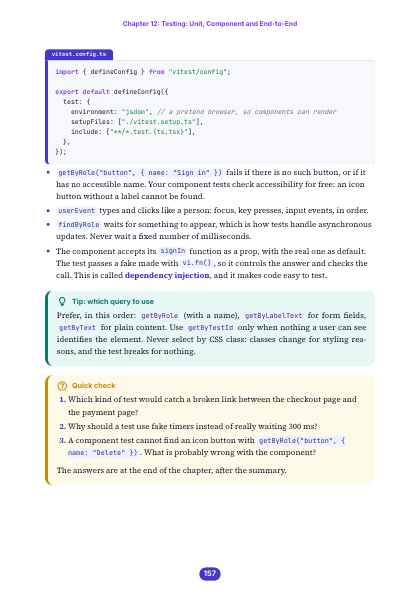 Chapter 12: Testing: Unit, Component and End-to-End
vitest.config.ts
import { defineConfig } from "vitest/config";
export default defineConfig({
  test: {
    environment: "jsdom", // a pretend browser, so components can render
    setupFiles: ["./vitest.setup.ts"],
    include: ["**/*.test.{ts,tsx}"],
  },
});
• getByRole("button", { name: "Sign in" }) fails if there is no such button, or if it
has no accessible name. Your component tests check accessibility for free: an icon
button without a label cannot be found.
• userEvent types and clicks like a person: focus, key presses, input events, in order.
• findByRole waits for something to appear, which is how tests handle asynchronous
updates. Never wait a fixed number of milliseconds.
• The component accepts its signIn function as a prop, with the real one as default.
The test passes a fake made with vi.fn(), so it controls the answer and checks the
call. This is called dependency injection, and it makes code easy to test.
Tip: which query to use
Prefer, in this order: getByRole (with a name), getByLabelText for form fields,
getByText for plain content. Use getByTestId only when nothing a user can see
identifies the element. Never select by CSS class: classes change for styling rea-
sons, and the test breaks for nothing.
Quick check
1. Which kind of test would catch a broken link between the checkout page and
the payment page?
2. Why should a test use fake timers instead of really waiting 300 ms?
3. A component test cannot find an icon button with getByRole("button", {
name: "Delete" }). What is probably wrong with the component?
The answers are at the end of the chapter, after the summary.
157